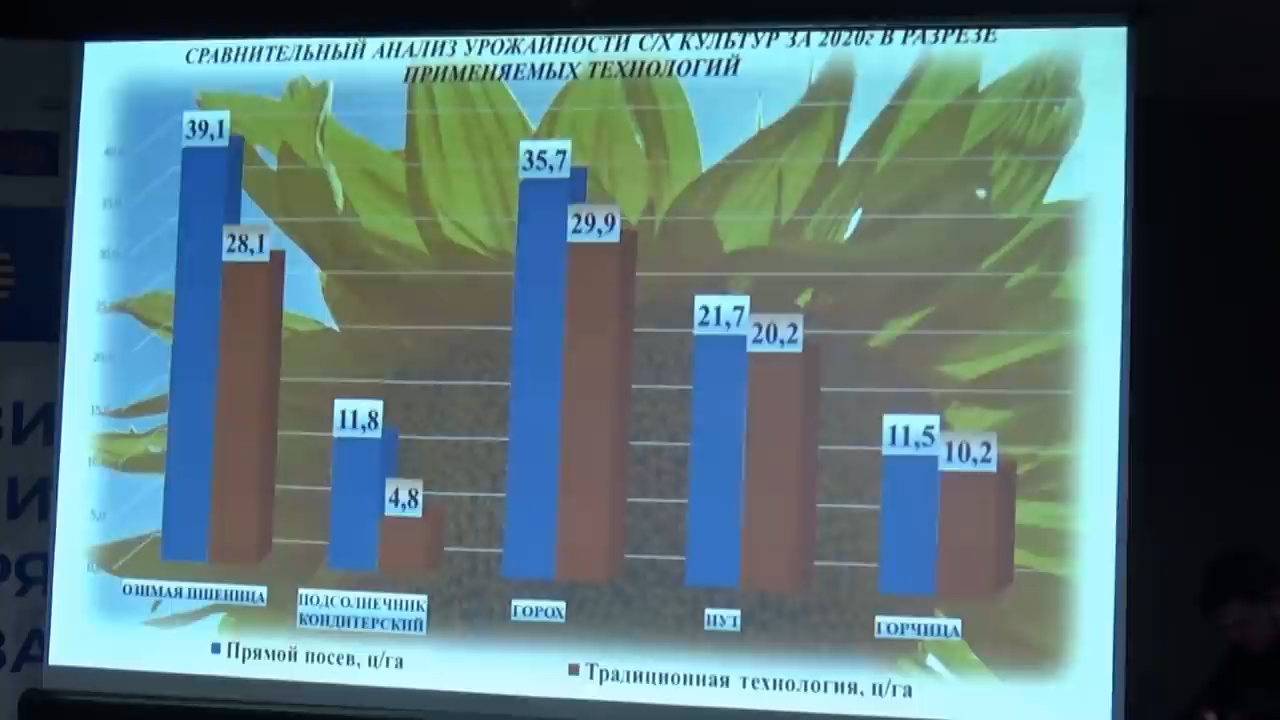 СРАВНИТЕЛЬНЫЙ АНАЛИЗ УРОЖАЙНОСТИ С/Х КУЛЬТУР ЗА 2020г В РАЗРЕЗЕ
ПРИМЕНЯЕМЫХ ТЕХНОЛОГИЙ
39,1
28,1
11,8
4,8
35,7
29,9
21,7
20,2
11,5
10,2
ОЗИМАЯ ПШЕНИЦА
ПОДСОЛНЕЧНИК
КОНДИТЕРСКИЙ
ГОРОХ
НУТ
ГОРЧИЦА
Прямой посев, ц/га
Традиционная технология, ц/га